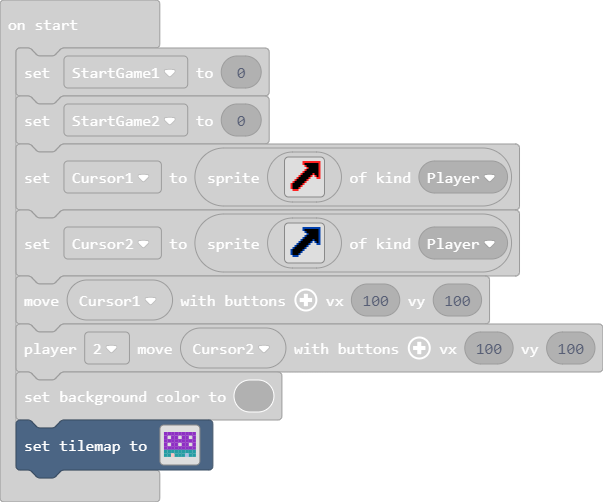 on start
set StartGame1 to 0
set StartGame2 to 0
set Cursor1 to sprite of kind Player
set Cursor2 to sprite of kind Player
move Cursor1 with buttons vx 100 vy 100
player 2 move Cursor2 with buttons vx 100 vy 100
set background color to
set tilemap to